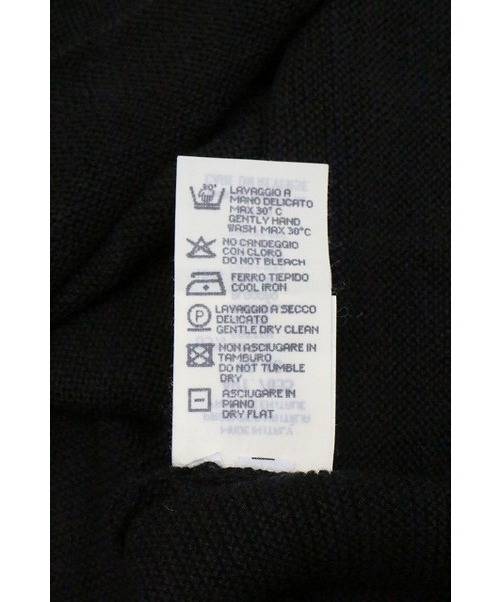 30°
LAVAGGIO A
MANO DELICATO
MAX 30° C
GENTLY HAND
WASH MAX 30°C
NO CANDEGGIO
CON CLORO
DO NOT BLEACH
FERRO TIEPIDO
COOL IRON
P
LAVAGGIO A SECCO
DELICATO
GENTLE DRY CLEAN
NON ASCIUGARE IN
TAMBURO
DO NOT TUMBLE
DRY
ASCIUGARE IN
PIANO
DRY FLAT